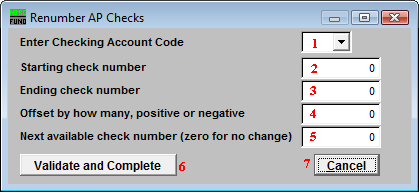 Renumber AP Checks
FUND
Enter Checking Account Code 1
Starting check number 2 0
Ending check number 3 0
Offset by how many, positive or negative 4 0
Next available check number (zero for no change) 5 0
Validate and Complete 6 7 Cancel